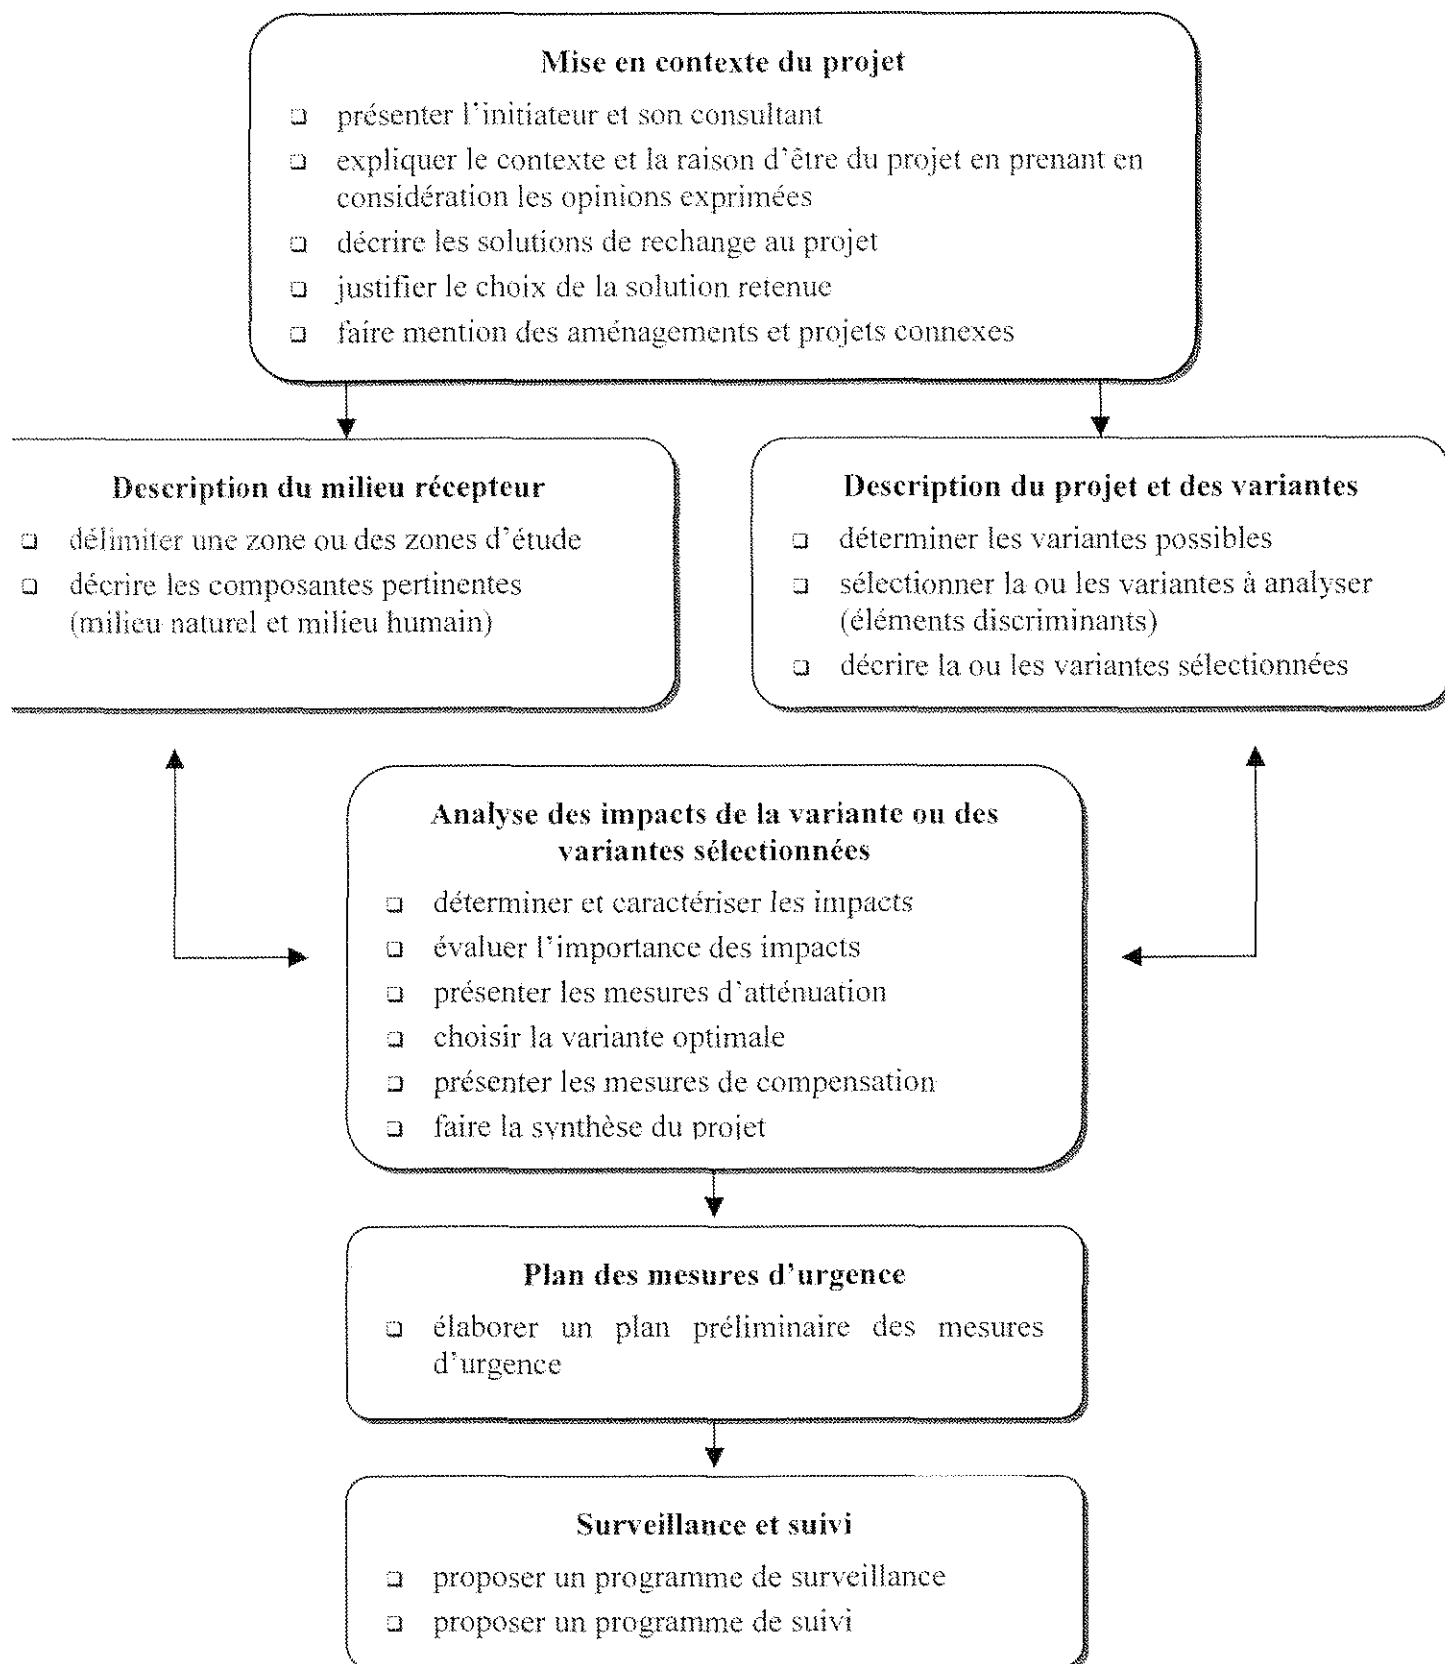 Mise en contexte du projet
❑ présenter l'initiateur et son consultant
❑ expliquer le contexte et la raison d'être du projet en prenant en
considération les opinions exprimées
❑ décrire les solutions de rechange au projet
❑ justifier le choix de la solution retenue
❑ faire mention des aménagements et projets connexes
Description du milieu récepteur
❑ délimiter une zone ou des zones d'étude
❑ décrire les composantes pertinentes
(milieu naturel et milieu humain)
Description du projet et des variantes
❑ déterminer les variantes possibles
❑ sélectionner la ou les variantes à analyser
(éléments discriminants)
❑ décrire la ou les variantes sélectionnées
Analyse des impacts de la variante ou des
variantes sélectionnées
❑ déterminer et caractériser les impacts
❑ évaluer l'importance des impacts
❑ présenter les mesures d'atténuation
❑ choisir la variante optimale
❑ présenter les mesures de compensation
❑ faire la synthèse du projet
Plan des mesures d'urgence
❑ élaborer un plan préliminaire des mesures
d'urgence
Surveillance et suivi
❑ proposer un programme de surveillance
❑ proposer un programme de suivi